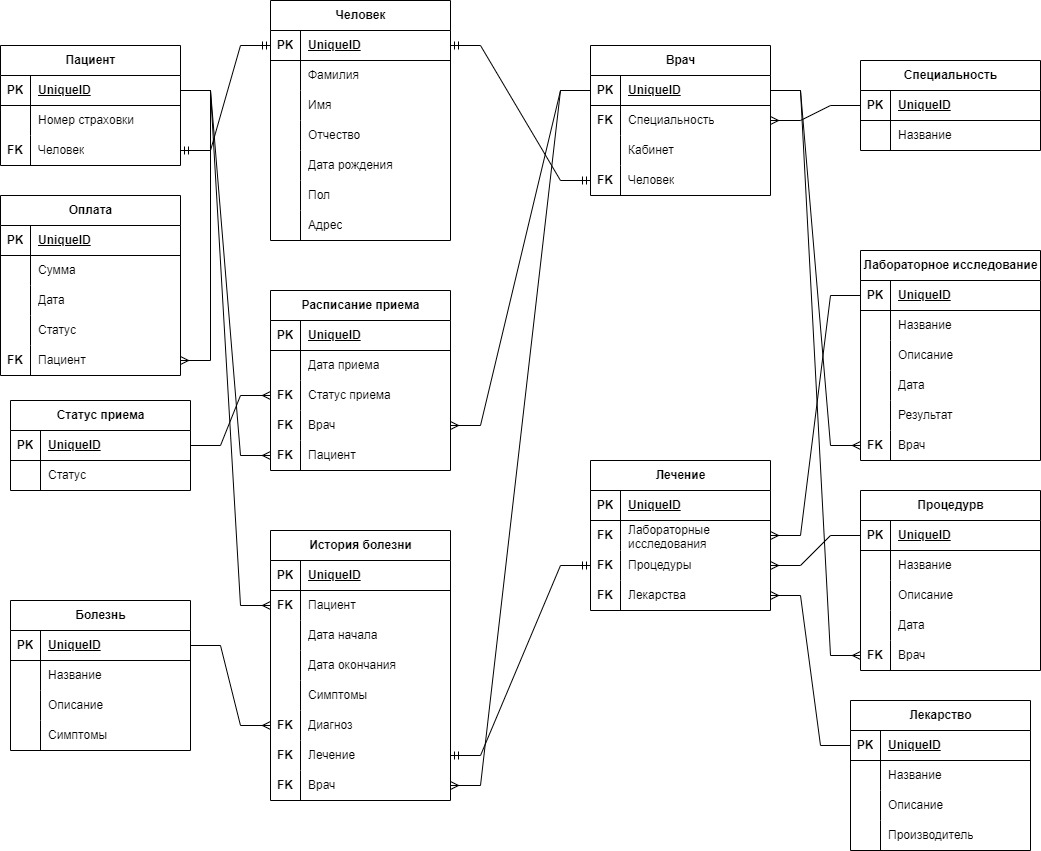 Человек
PK UniqueID
Фамилия
Имя
Отчество
Дата рождения
Пол
Адрес
Пациент
PK UniqueID
Номер страховки
FK Человек
Оплата
PK UniqueID
Сумма
Дата
Статус
FK Пациент
Статус приема
PK UniqueID
Статус
Болезнь
PK UniqueID
Название
Описание
Симптомы
Расписание приема
PK UniqueID
Дата приема
FK Статус приема
FK Врач
FK Пациент
История болезни
PK UniqueID
FK Пациент
Дата начала
Дата окончания
Симптомы
FK Диагноз
FK Лечение
FK Врач
Врач
PK UniqueID
FK Специальность
Кабинет
FK Человек
Лечение
PK UniqueID
FK Лабораторные
исследования
FK Процедуры
FK Лекарства
Специальность
PK UniqueID
Название
Лабораторное исследование
PK UniqueID
Название
Описание
Дата
Результат
FK Врач
Процедурв
PK UniqueID
Название
Описание
Дата
FK Врач
Лекарство
PK UniqueID
Название
Описание
Производитель